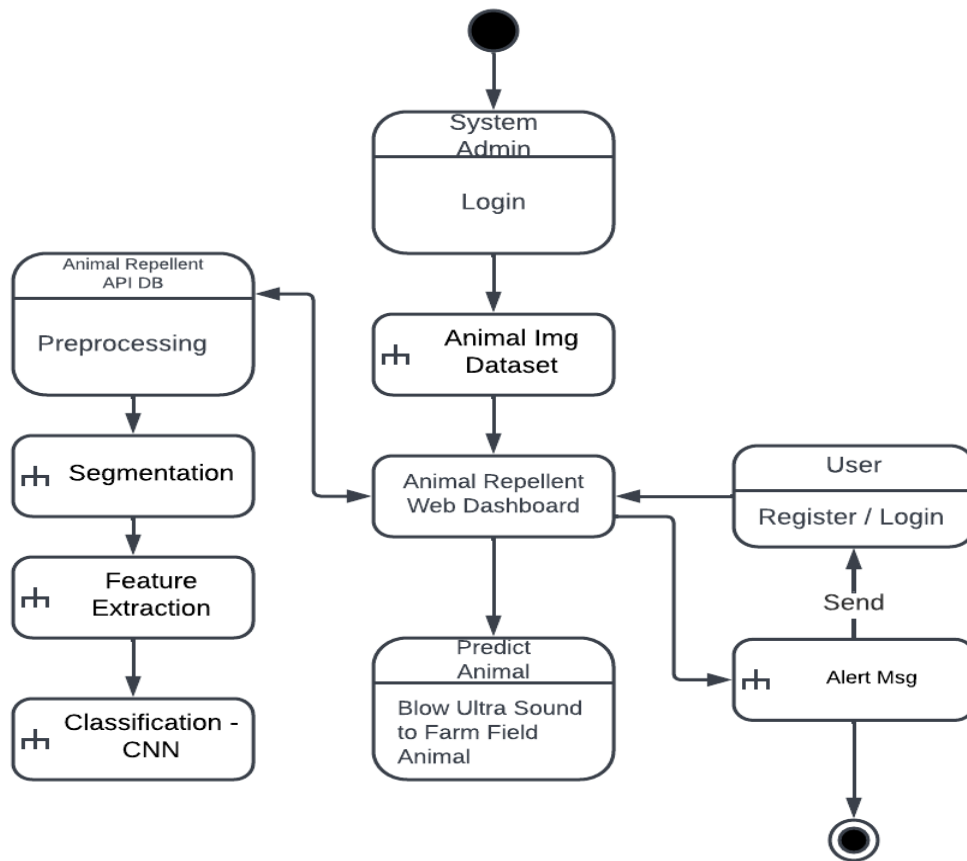 System
Admin
Login
Animal Repellent
API DB
Preprocessing
Animal Img
Dataset
Segmentation
Animal Repellent
Web Dashboard
User
Register / Login
Feature
Extraction
Send
Predict
Animal
Blow Ultra Sound
to Farm Field
Animal
Alert Msg
Classification -
CNN